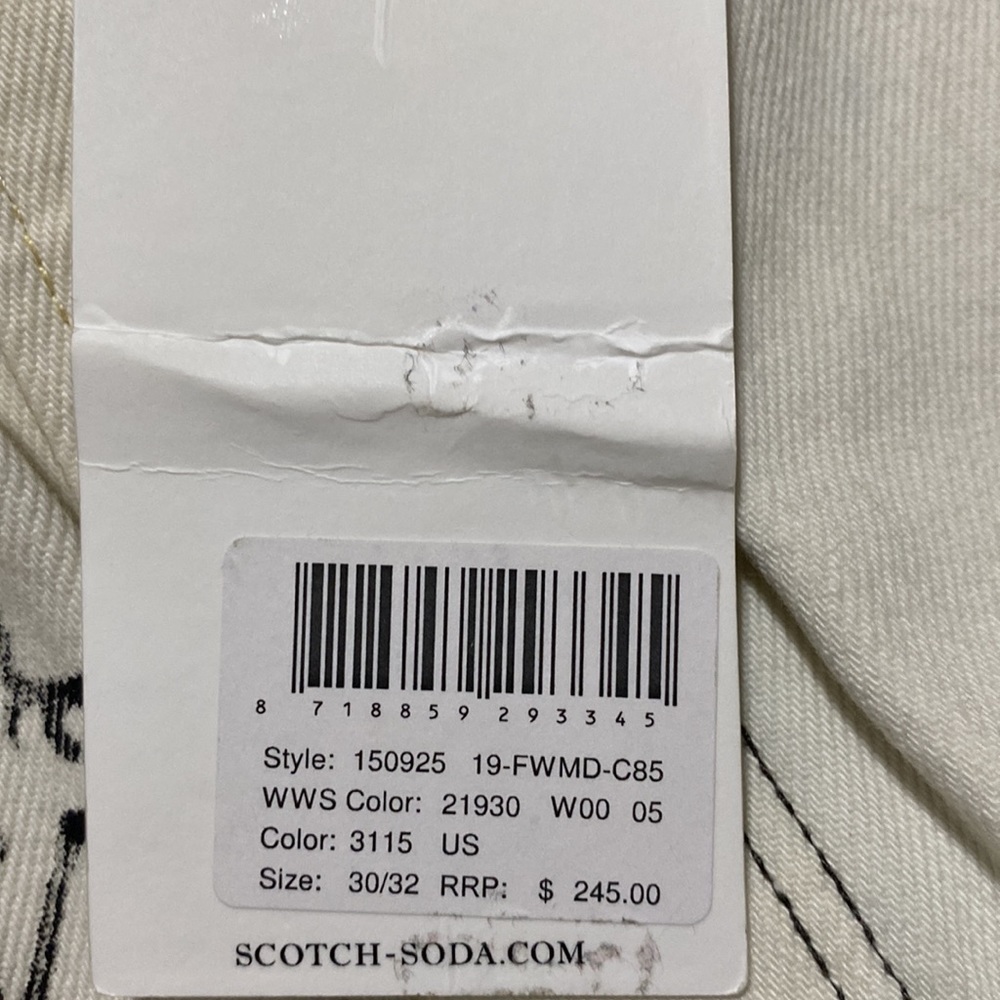 8 718859 293345
Style: 150925 19-FWMD-C85
WWS Color: 21930 W00 05
Color: 3115 US
Size: 30/32 RRP: $ 245.00
SCOTCH-SODA.COM